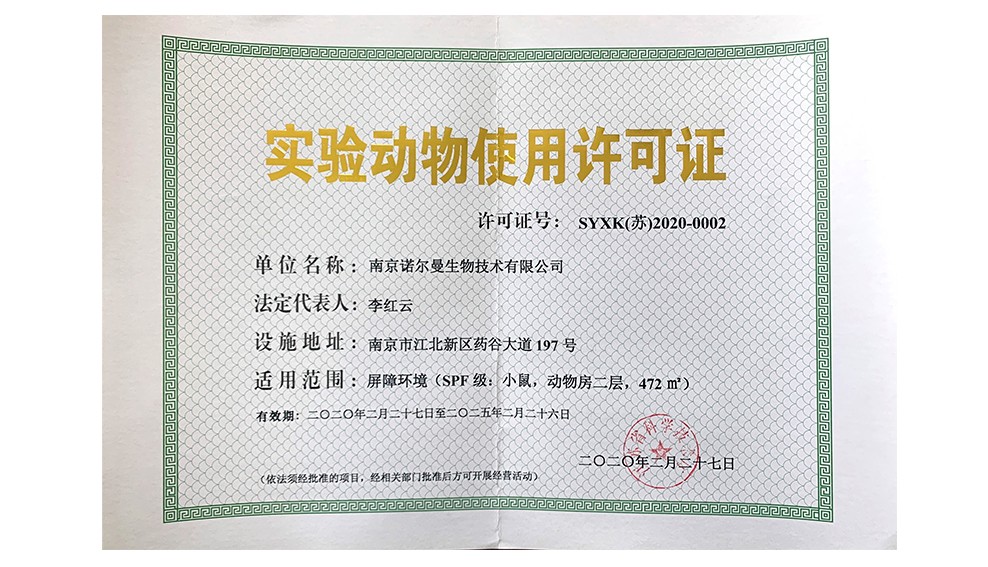 实验动物使用许可证
许可证号： SYXK(苏)2020-0002
单位名称：南京诺尔曼生物技术有限公司
法定代表人：李红云
设施地址：南京市江北新区药谷大道197号
适用范围：屏障环境（SPF级：小鼠，动物房二层，472㎡）
有效期：二〇二〇年二月二十七日至二〇二五年二月二十六日
省科学技
二〇二〇年二月二十七日
（依法须经批准的项目，经相关部门批准后方可开展经营活动）